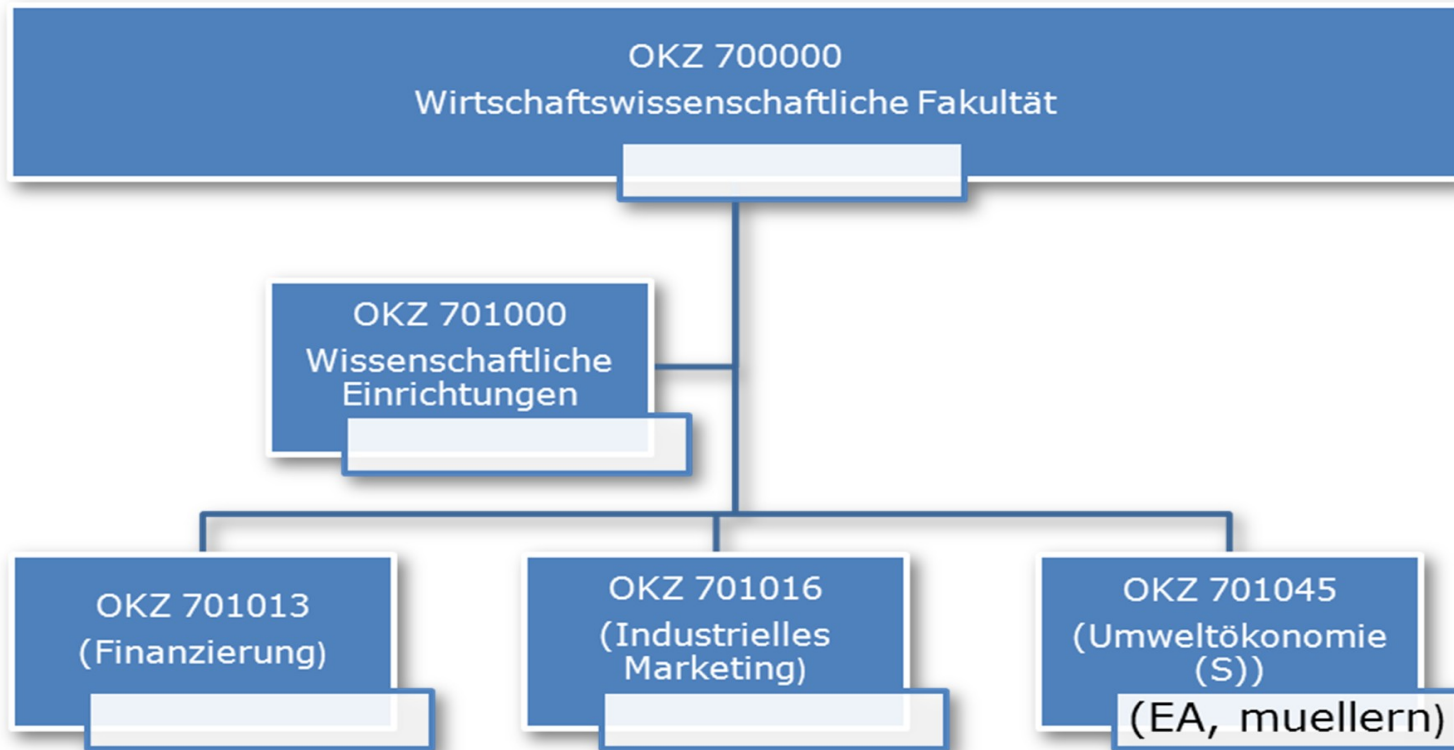 OKZ 700000
Wirtschaftswissenschaftliche Fakultät
OKZ 701000
Wissenschaftliche
Einrichtungen
OKZ 701013
(Finanzierung)
OKZ 701016
(Industrielles
Marketing)
OKZ 701045
(Umweltökonomie
(S))
(EA, muellern)